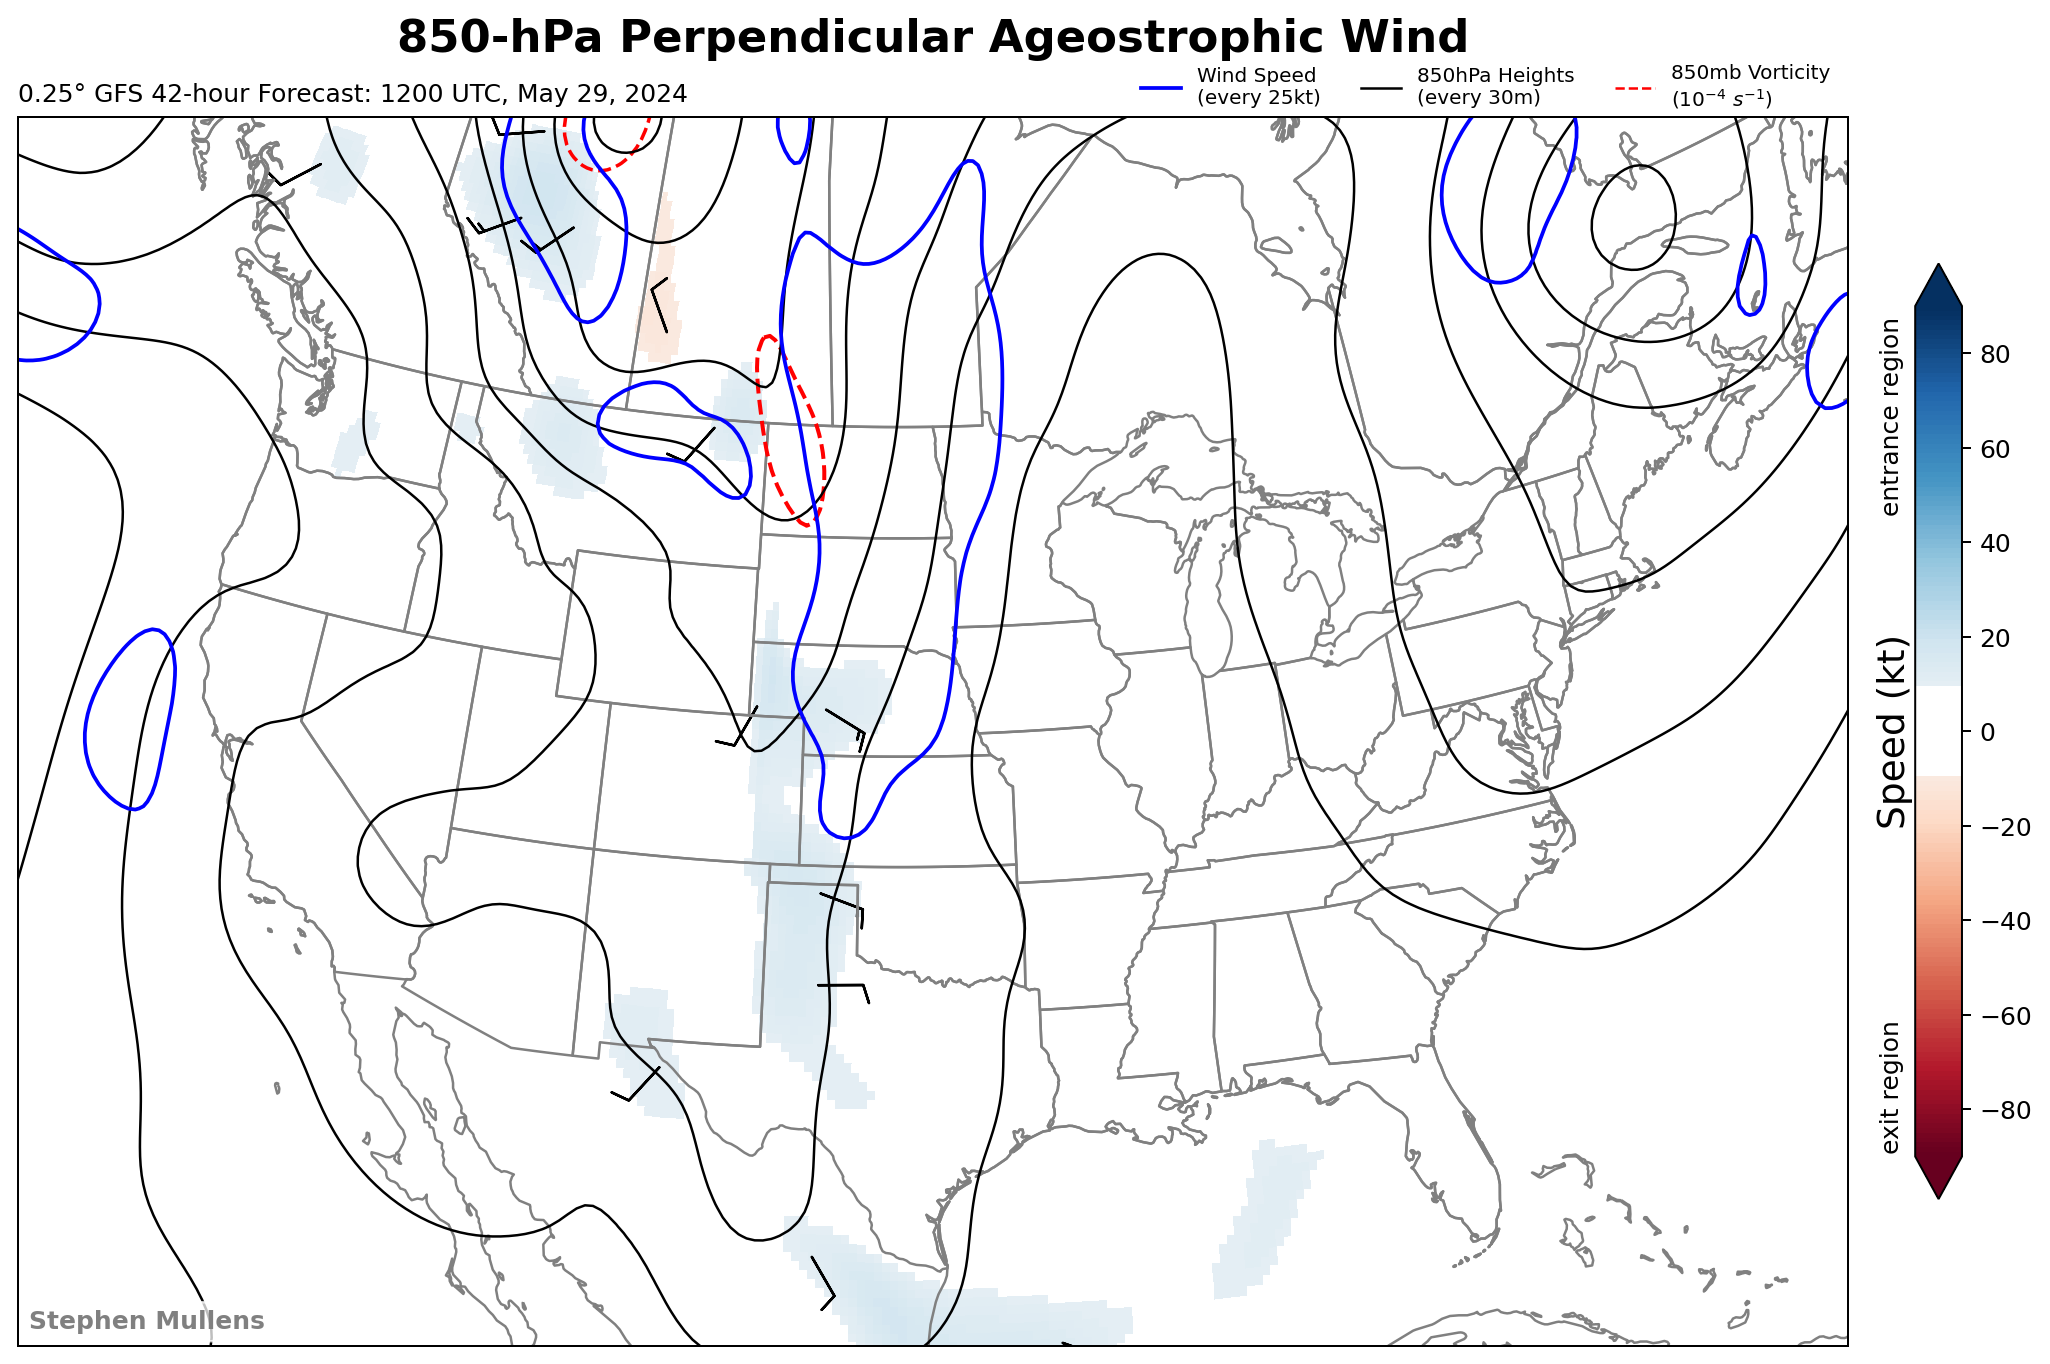 850-hPa Perpendicular Ageostrophic Wind
0.25° GFS 42-hour Forecast: 1200 UTC, May 29, 2024
Wind Speed
(every 25kt)
850hPa Heights
(every 30m)
850mb Vorticity
(10⁻⁴ s⁻¹)
entrance region
Speed (kt)
exit region
80
60
40
20
0
−20
−40
−60
−80
Stephen Mullens